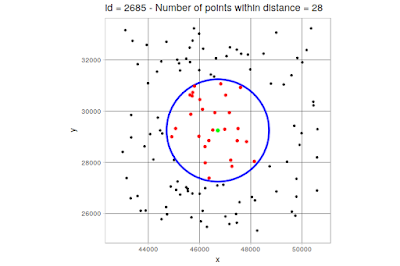 Id = 2685 - Number of points within distance = 28
32000
30000
28000
26000
y
44000 46000 48000 50000
x